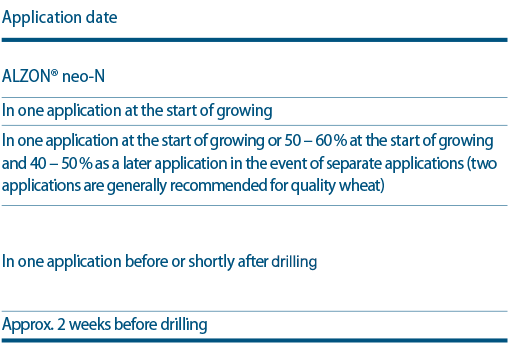 Application date
ALZON® neo-N
In one application at the start of growing
In one application at the start of growing or 50 – 60 % at the start of growing
and 40 – 50 % as a later application in the event of separate applications (two
applications are generally recommended for quality wheat)
In one application before or shortly after drilling
Approx. 2 weeks before drilling